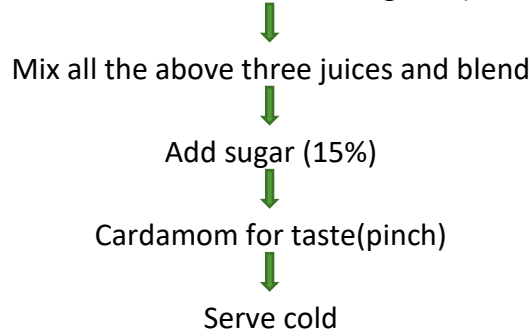 Mix all the above three juices and blend
Add sugar (15%)
Cardamom for taste(pinch)
Serve cold